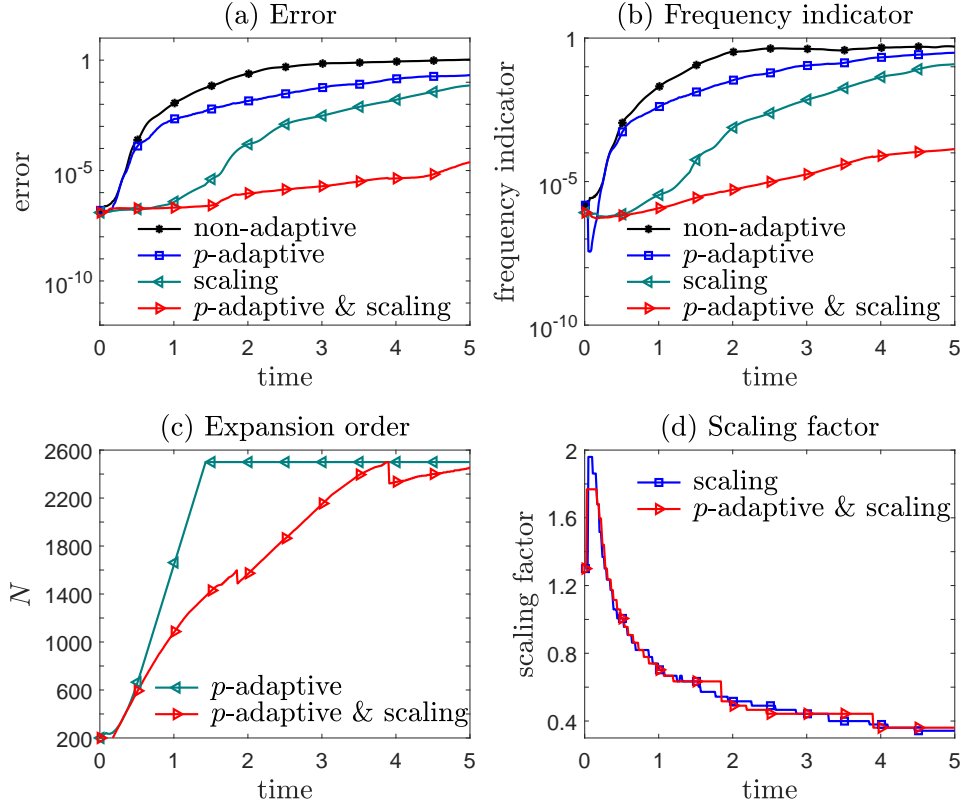 (a) Error
1
10^-5
10^-10
error
non-adaptive
p-adaptive
scaling
p-adaptive & scaling
0 1 2 3 4 5
time
(b) Frequency indicator
1
10^-5
10^-10
frequency indicator
non-adaptive
p-adaptive
scaling
p-adaptive & scaling
0 1 2 3 4 5
time
(c) Expansion order
2600
2200
1800
1400
1000
600
200
N
p-adaptive
p-adaptive & scaling
0 1 2 3 4 5
time
(d) Scaling factor
2
1.6
1.2
0.8
0.4
scaling factor
scaling
p-adaptive & scaling
0 1 2 3 4 5
time